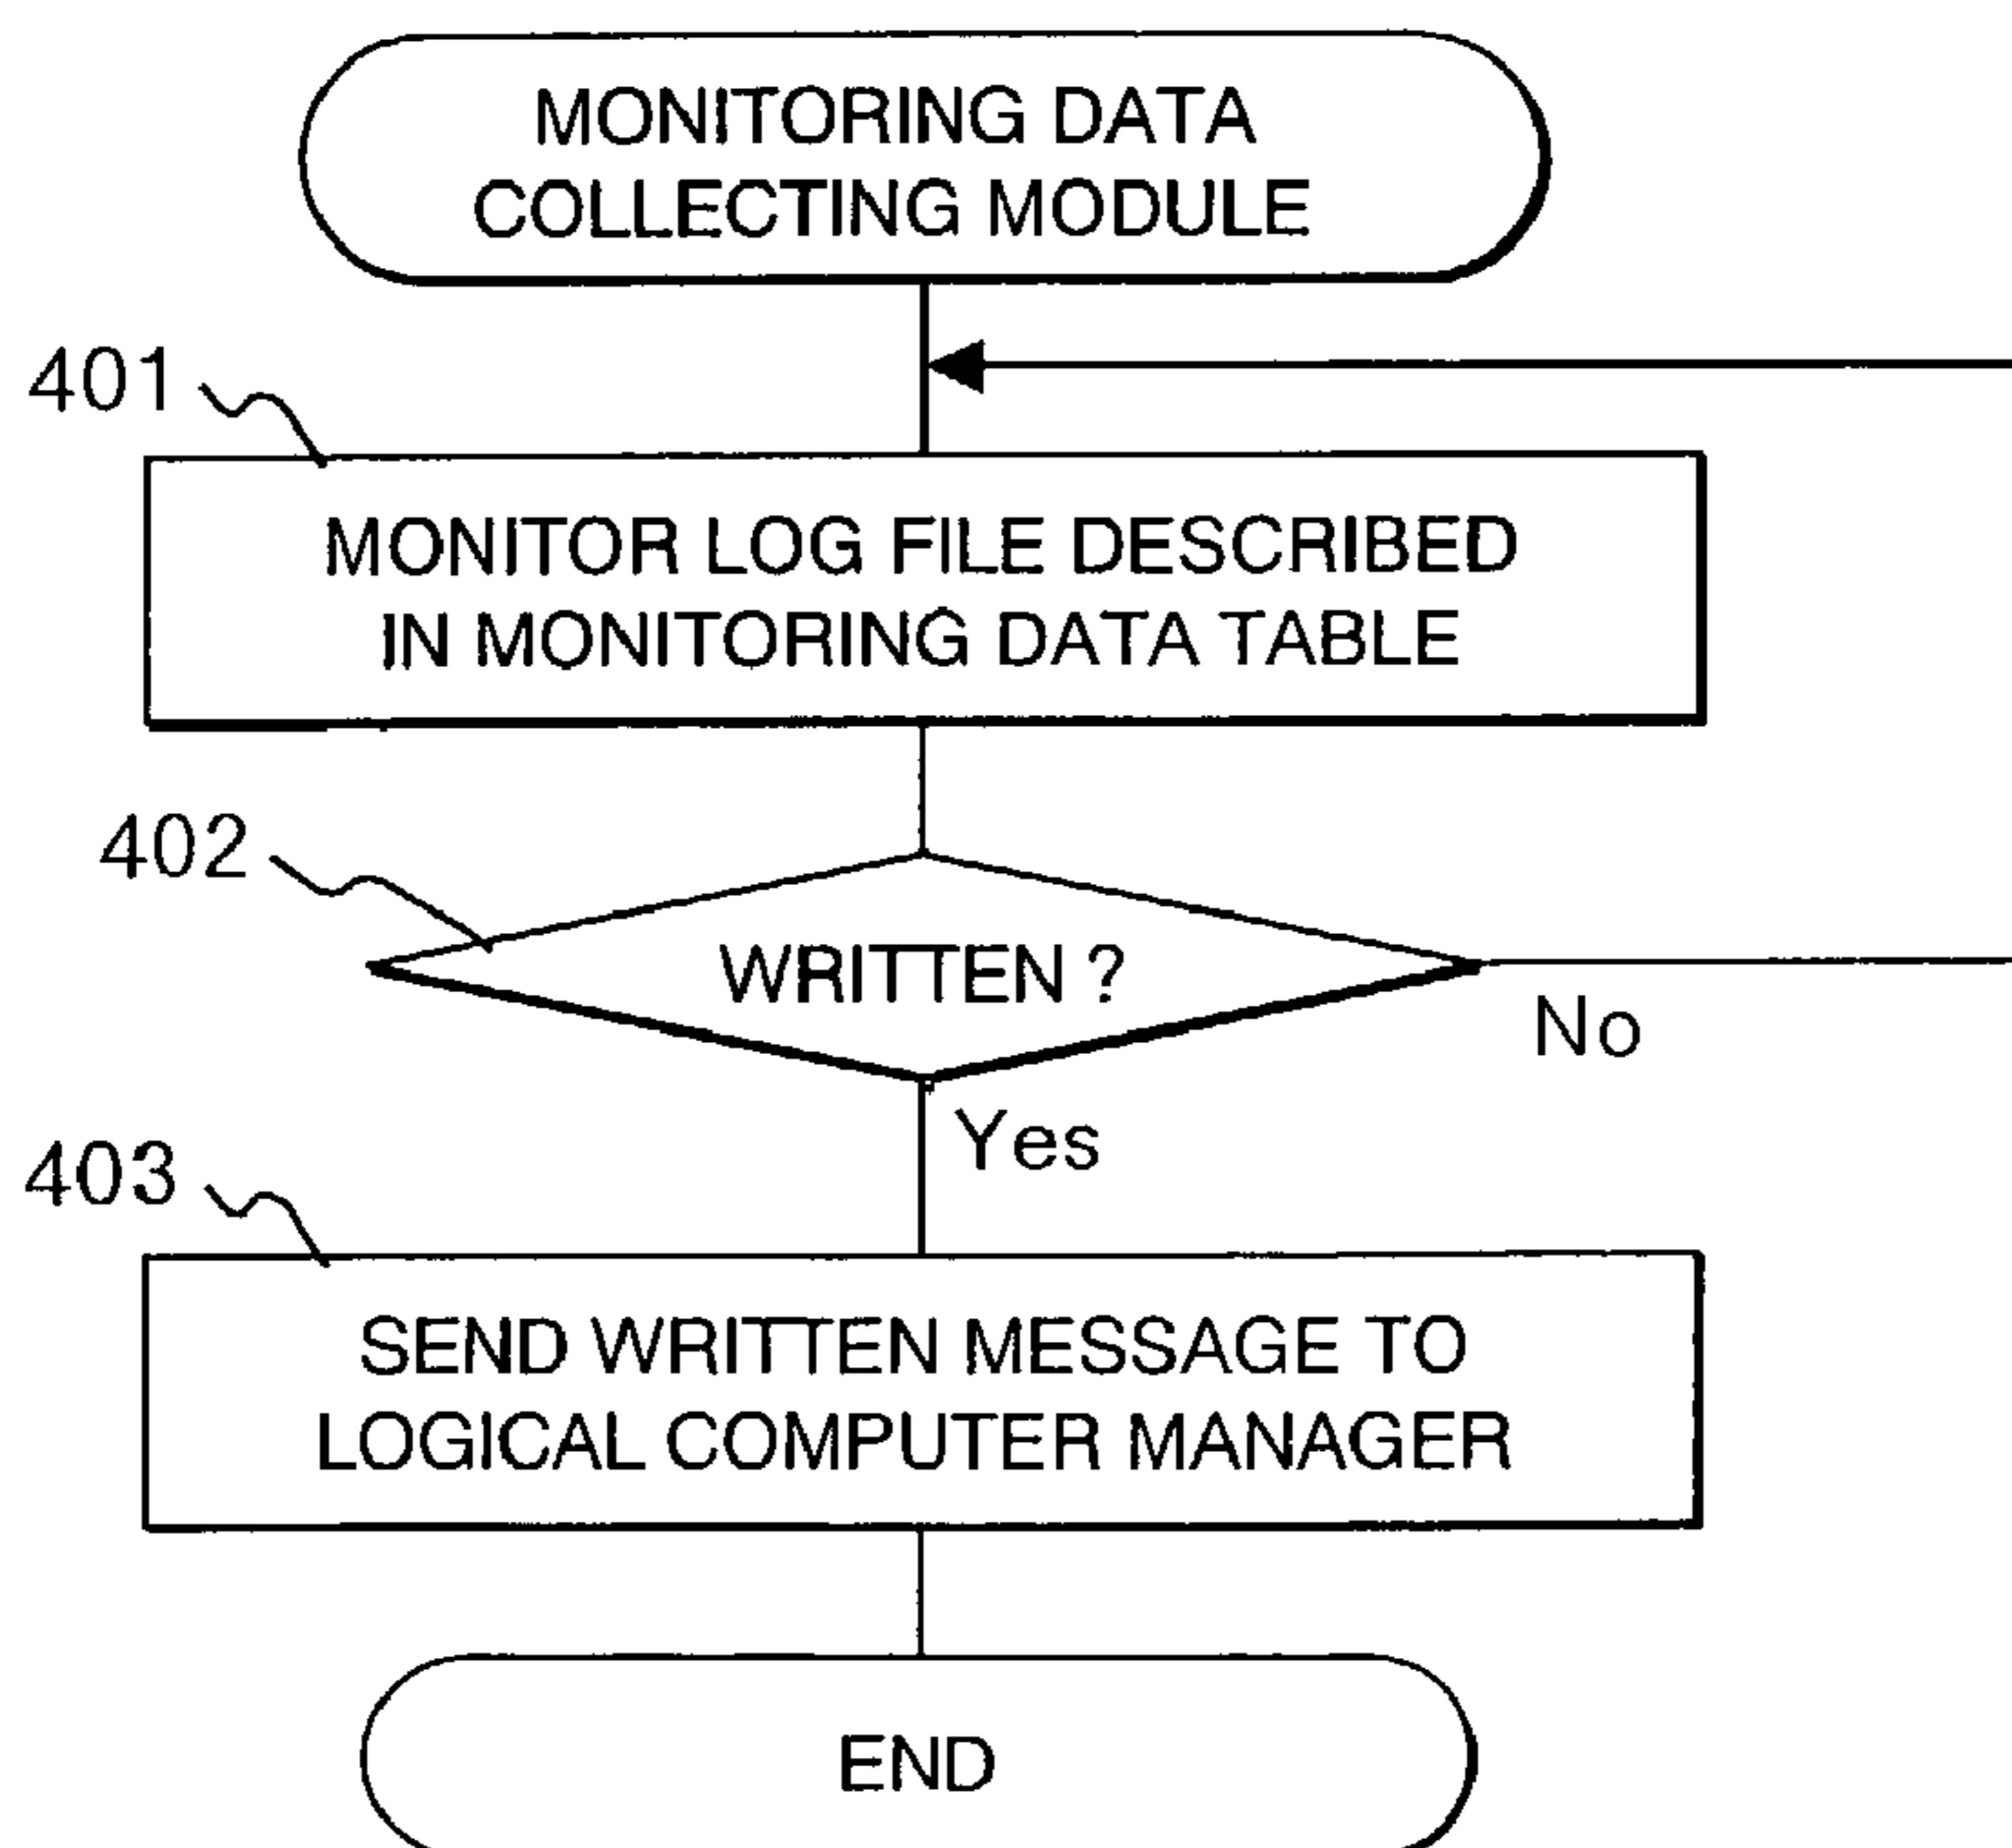 MONITORING DATA
COLLECTING MODULE
401
MONITOR LOG FILE DESCRIBED
IN MONITORING DATA TABLE
402
WRITTEN ?
No
Yes
403
SEND WRITTEN MESSAGE TO
LOGICAL COMPUTER MANAGER
END